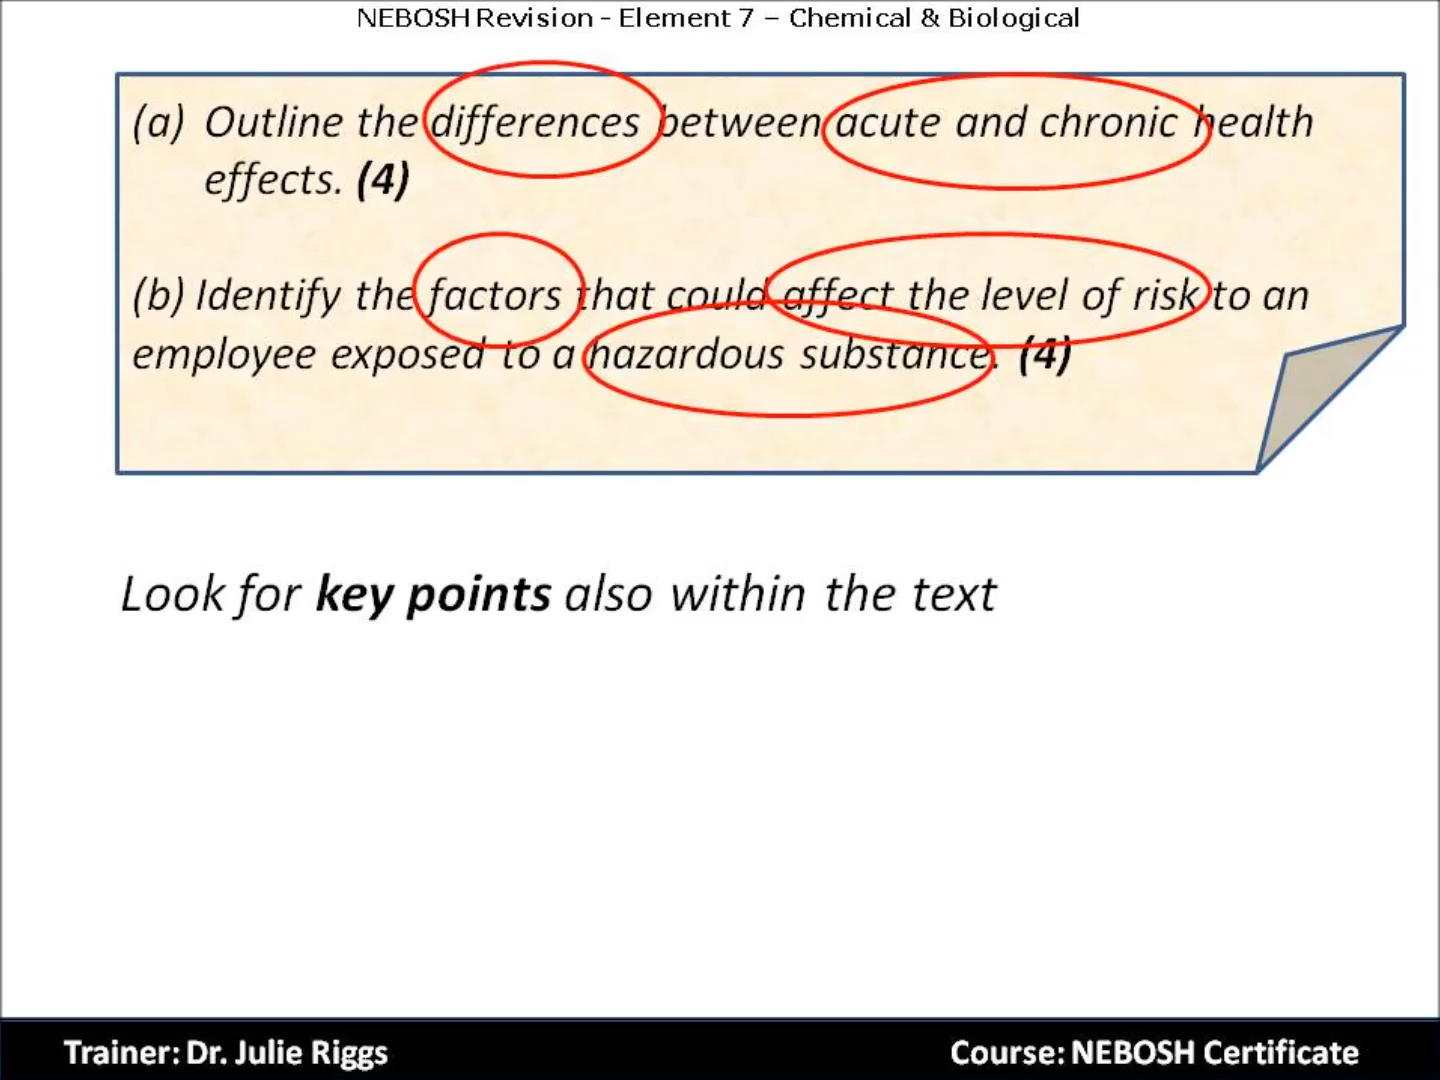 NEBOSH Revision - Element 7 – Chemical & Biological
(a) Outline the differences between acute and chronic health
effects. (4)
(b) Identify the factors that could affect the level of risk to an
employee exposed to a hazardous substance. (4)
Look for key points also within the text
Trainer: Dr. Julie Riggs
Course: NEBOSH Certificate